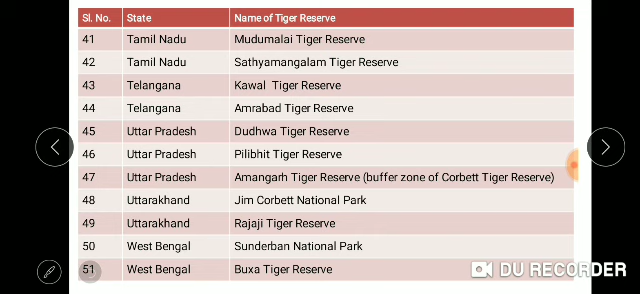 Sl. No. State Name of Tiger Reserve
41 Tamil Nadu Mudumalai Tiger Reserve
42 Tamil Nadu Sathyamangalam Tiger Reserve
43 Telangana Kawal Tiger Reserve
44 Telangana Amrabad Tiger Reserve
45 Uttar Pradesh Dudhwa Tiger Reserve
46 Uttar Pradesh Pilibhit Tiger Reserve
47 Uttar Pradesh Amangarh Tiger Reserve (buffer zone of Corbett Tiger Reserve)
48 Uttarakhand Jim Corbett National Park
49 Uttarakhand Rajaji Tiger Reserve
50 West Bengal Sunderban National Park
51 West Bengal Buxa Tiger Reserve
DU RECORDER